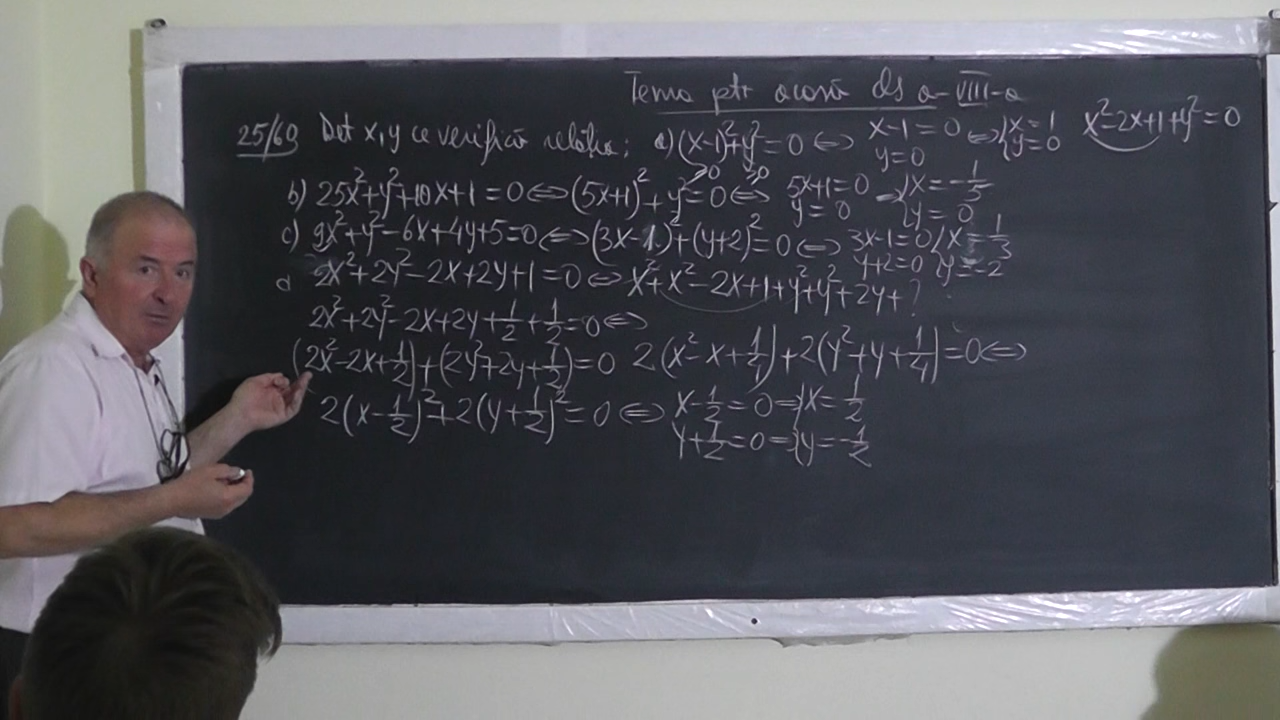 Tema ptr acasă cls a-VIII-a
25/69 Det x,y ce verifică relația: a) (x-1)²+y²=0 ⇔ x-1=0 ⇔ {x=1 x²-2x+1+y²=0
y=0 {y=0
≥0 ≥0
b) 25x²+y²+10x+1=0 ⇔ (5x+1)²+y²=0 ⇔ 5x+1=0 ⇒ {x=-1/5
y=0 {y=0
c) 9x²+y²-6x+4y+5=0 ⇔ (3x-1)²+(y+2)²=0 ⇔ 3x-1=0 {x=1/3
y+2=0 {y=-2
d 2x²+2y²-2x+2y+1=0 ⇔ x²+x²-2x+1+y²+y²+2y+?
2x²+2y²-2x+2y+1/2+1/2=0 ⇔
(2x²-2x+1/2)+(2y²+2y+1/2)=0 2(x²-x+1/4)+2(y²+y+1/4)=0 ⇔
2(x-1/2)²+2(y+1/2)²=0 ⇔ x-1/2=0 ⇒ {x=1/2
y+1/2=0 ⇒ {y=-1/2